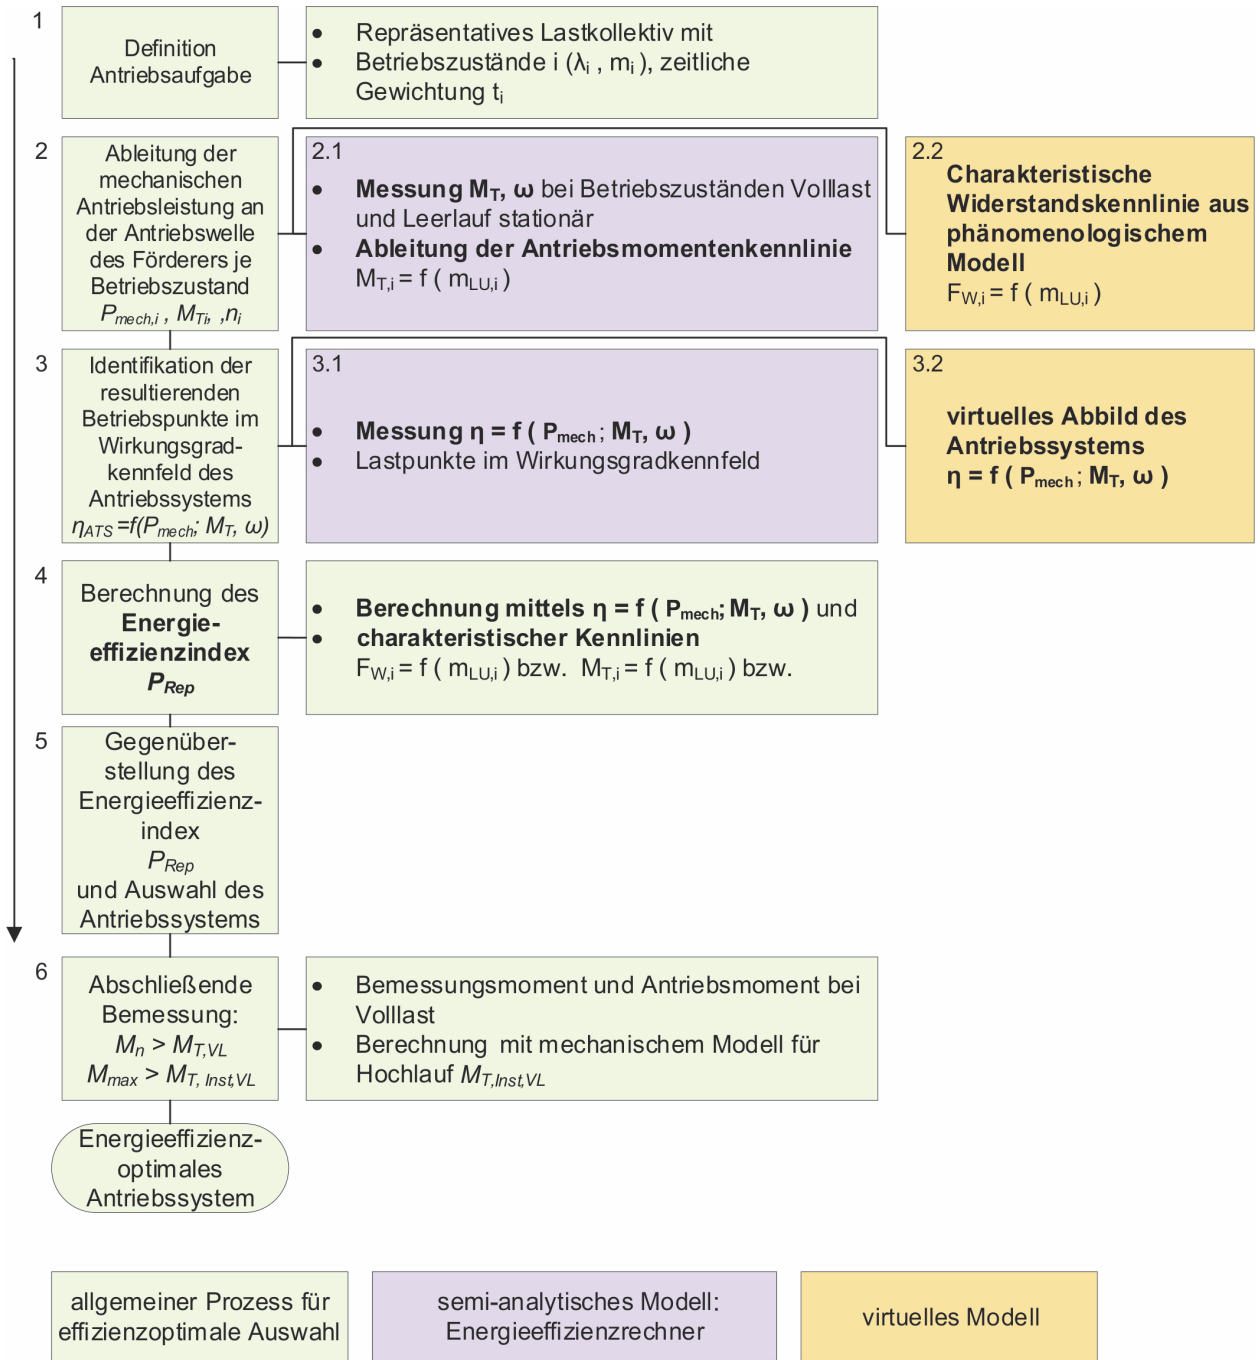 1
Definition
Antriebsaufgabe
• Repräsentatives Lastkollektiv mit
• Betriebszustände i (λi , mi ), zeitliche
Gewichtung ti
2
Ableitung der
mechanischen
Antriebsleistung an
der Antriebswelle
des Förderers je
Betriebszustand
Pmech,i , MTi, ,ni
2.1
• Messung MT, ω bei Betriebszuständen Volllast
und Leerlauf stationär
• Ableitung der Antriebsmomentenkennlinie
MT,i = f ( mLU,i )
2.2
Charakteristische
Widerstandskennlinie aus
phänomenologischem
Modell
FW,i = f ( mLU,i )
3
Identifikation der
resultierenden
Betriebspunkte im
Wirkungsgrad-
kennfeld des
Antriebssystems
ηATS =f(Pmech; MT, ω)
3.1
• Messung η = f ( Pmech ; MT, ω )
• Lastpunkte im Wirkungsgradkennfeld
3.2
virtuelles Abbild des
Antriebssystems
η = f ( Pmech ; MT, ω )
4
Berechnung des
Energie-
effizienzindex
PRep
• Berechnung mittels η = f ( Pmech; MT, ω ) und
• charakteristischer Kennlinien
FW,i = f ( mLU,i ) bzw. MT,i = f ( mLU,i ) bzw.
5
Gegenüber-
stellung des
Energieeffizienz-
index
PRep
und Auswahl des
Antriebssystems
6
Abschließende
Bemessung:
Mn > MT,VL
Mmax > MT, Inst,VL
• Bemessungsmoment und Antriebsmoment bei
Volllast
• Berechnung mit mechanischem Modell für
Hochlauf MT,Inst,VL
Energieeffizienz-
optimales
Antriebssystem
allgemeiner Prozess für
effizienzoptimale Auswahl
semi-analytisches Modell:
Energieeffizienzrechner
virtuelles Modell